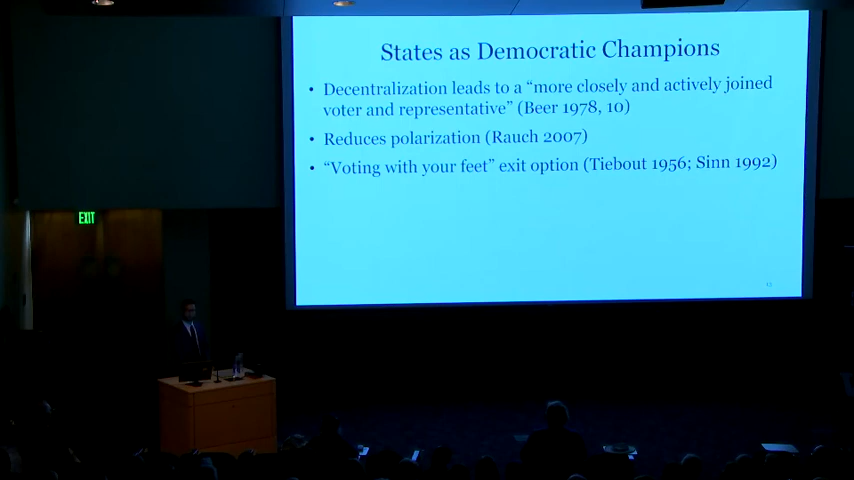 States as Democratic Champions
• Decentralization leads to a “more closely and actively joined
voter and representative” (Beer 1978, 10)
• Reduces polarization (Rauch 2007)
• “Voting with your feet” exit option (Tiebout 1956; Sinn 1992)
EXIT